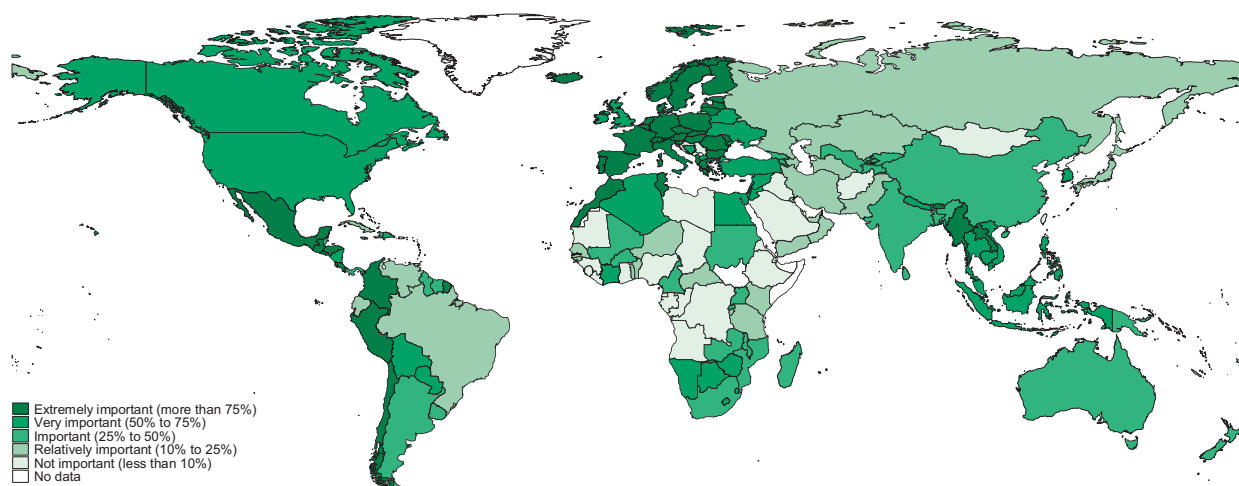 Extremely important (more than 75%)
Very important (50% to 75%)
Important (25% to 50%)
Relatively important (10% to 25%)
Not important (less than 10%)
No data